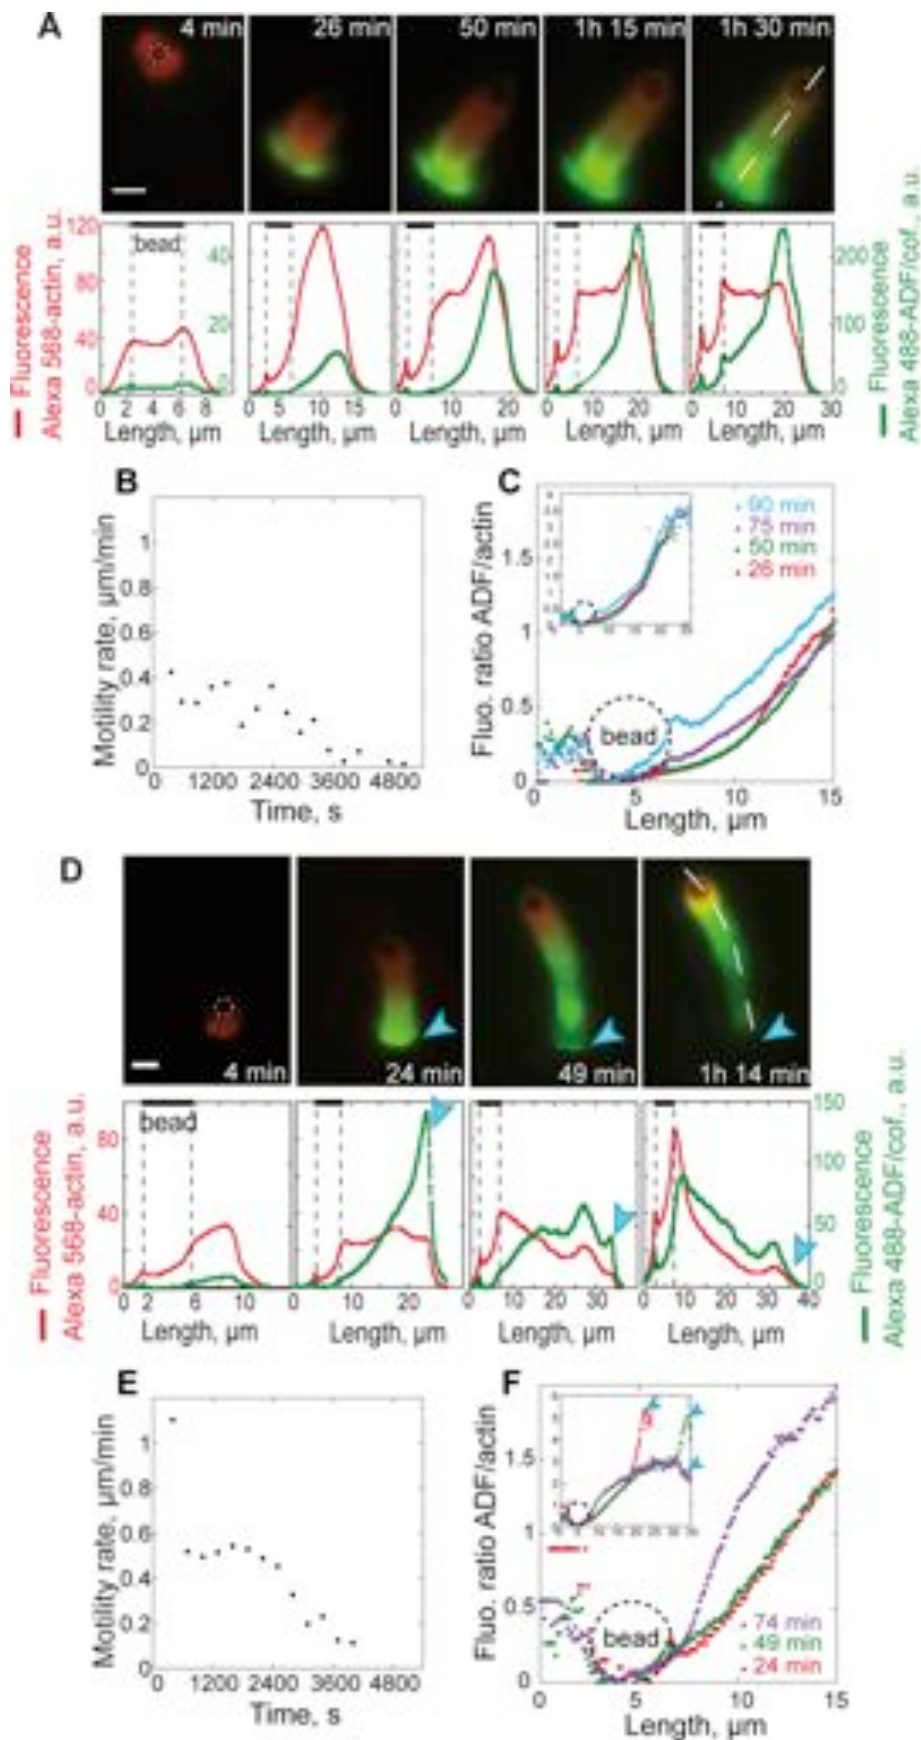 A
4 min 26 min 50 min 1h 15 min 1h 30 min
Fluorescence
Alexa 568-actin, a.u.
120
80
40
0
bead
40
20
0
200
100
0
Fluorescence
Alexa 488-ADF/cof., a.u.
0 2 4 6 8 0 5 10 15 0 10 20 0 10 20 0 10 20 30
Length, µm Length, µm Length, µm Length, µm Length, µm
B
Motility rate, µm/min
1
0.8
0.6
0.4
0.2
0
0 1200 2400 3600 4800
Time, s
C
Fluo. ratio ADF/actin
1.5
1
0.5
0
90 min
75 min
50 min
26 min
bead
0 5 10 15
Length, µm
D
4 min 24 min 49 min 1h 14 min
Fluorescence
Alexa 568-actin, a.u.
80
40
0
bead
150
100
50
0
Fluorescence
Alexa 488-ADF/cof., a.u.
0 2 6 10 0 10 20 0 10 20 30 0 10 20 30 40
Length, µm Length, µm Length, µm Length, µm
E
Motility rate, µm/min
1
0.8
0.6
0.4
0.2
0
0 1200 2400 3600 4800
Time, s
F
Fluo. ratio ADF/actin
1.5
1
0.5
0
bead
74 min
49 min
24 min
0 5 10 15
Length, µm